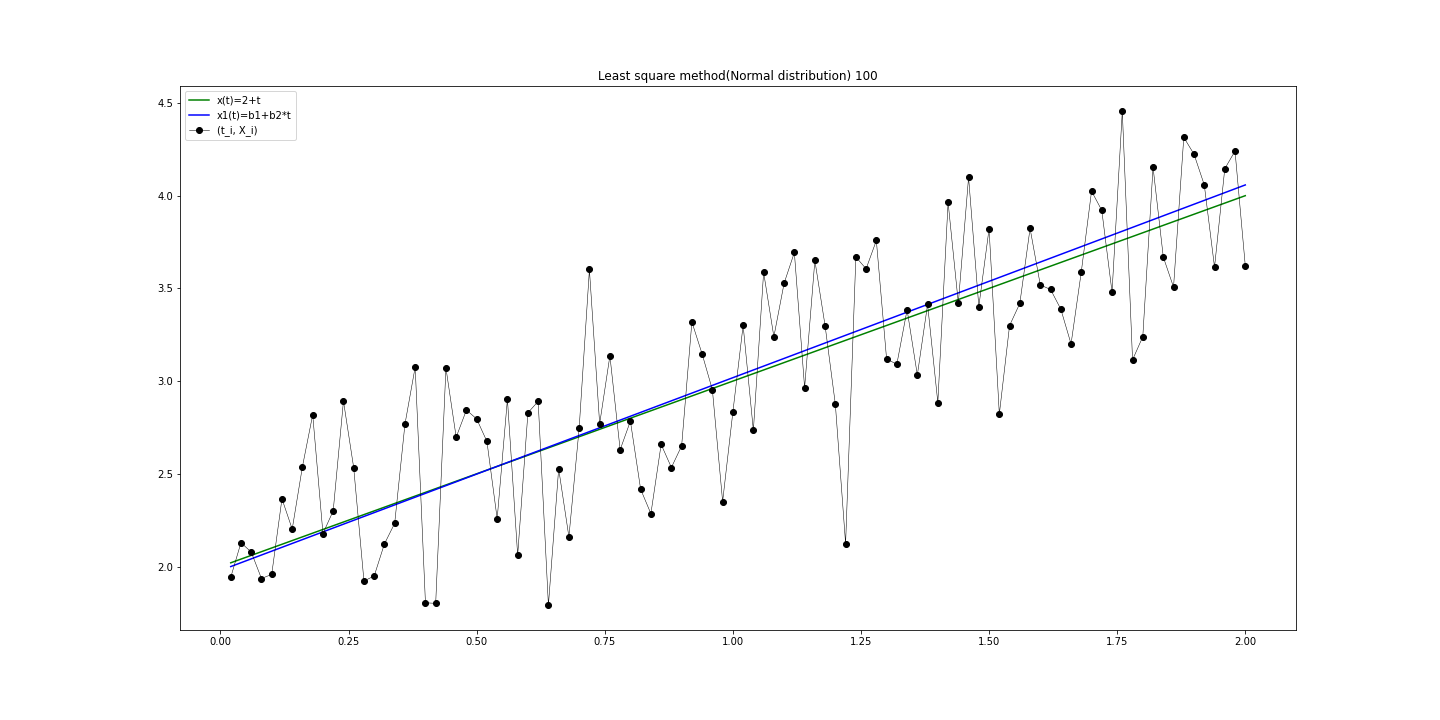 Least square method(Normal distribution) 100
x(t)=2+t
x1(t)=b1+b2*t
(t_i, X_i)
4.5
4.0
3.5
3.0
2.5
2.0
0.00 0.25 0.50 0.75 1.00 1.25 1.50 1.75 2.00